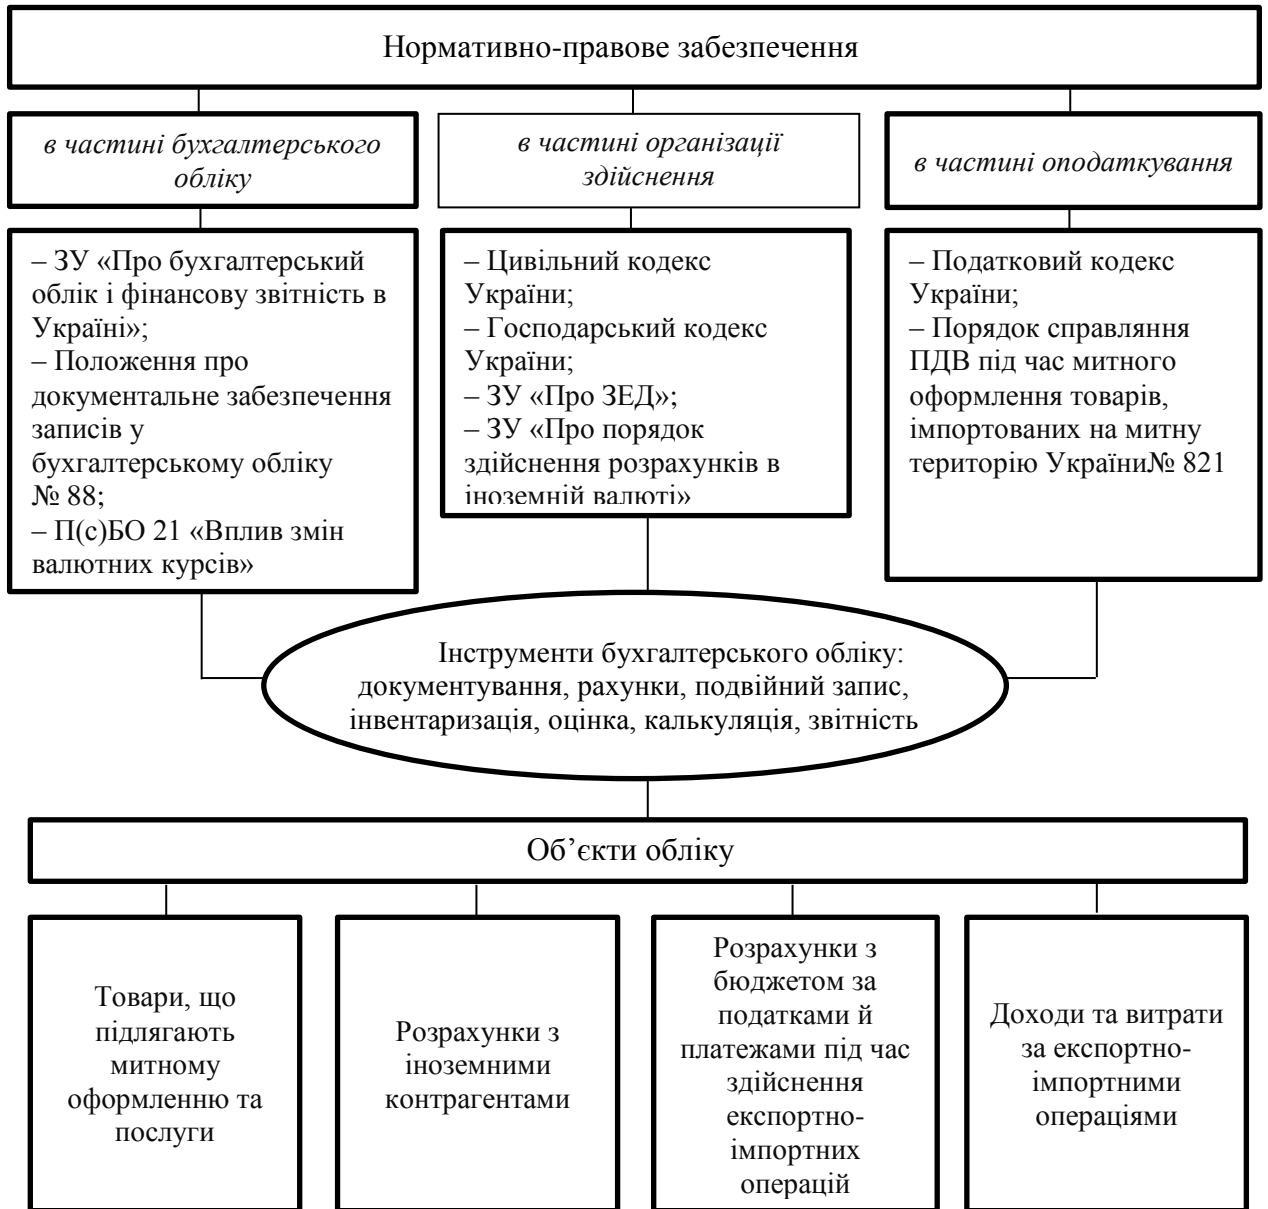 Нормативно-правове забезпечення
в частині бухгалтерського
обліку
в частині організації
здійснення
в частині оподаткування
– ЗУ «Про бухгалтерський
облік і фінансову звітність в
Україні»;
– Положення про
документальне забезпечення
записів у
бухгалтерському обліку
№ 88;
– П(с)БО 21 «Вплив змін
валютних курсів»
– Цивільний кодекс
України;
– Господарський кодекс
України;
– ЗУ «Про ЗЕД»;
– ЗУ «Про порядок
здійснення розрахунків в
іноземній валюті»
– Податковий кодекс
України;
– Порядок справляння
ПДВ під час митного
оформлення товарів,
імпортованих на митну
територію України№ 821
Інструменти бухгалтерського обліку:
документування, рахунки, подвійний запис,
інвентаризація, оцінка, калькуляція, звітність
Об’єкти обліку
Товари, що
підлягають
митному
оформленню та
послуги
Розрахунки з
іноземними
контрагентами
Розрахунки з
бюджетом за
податками й
платежами під час
здійснення
експортно-
імпортних
операцій
Доходи та витрати
за експортно-
імпортними
операціями